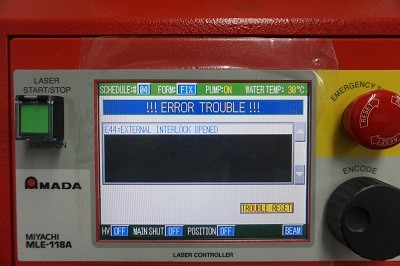 LASER
START/STOP
EMISSION
AMADA
MIYACHI
MLE-118A
SCHEDULE:# 04 FORM: FIX PUMP:ON WATER TEMP: 30°C
!!! ERROR TROUBLE !!!
E44:EXTERNAL INTERLOCK OPENED
TROUBLE RESET
HV OFF MAIN SHUT OFF POSITION OFF BEAM
LASER CONTROLLER
EMERGENCY
ENCODE